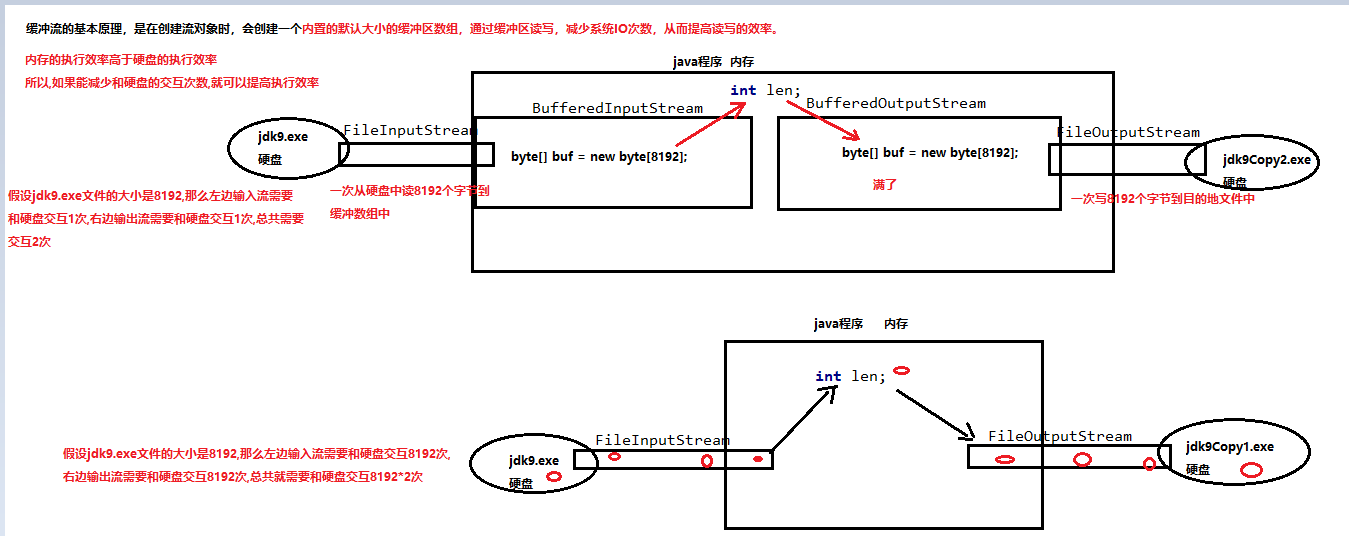 缓冲流的基本原理，是在创建流对象时，会创建一个内置的默认大小的缓冲区数组，通过缓冲区读写，减少系统IO次数，从而提高读写的效率。
内存的执行效率高于硬盘的执行效率
所以,如果能减少和硬盘的交互次数,就可以提高执行效率
java程序 内存
int len;
BufferedInputStream
BufferedOutputStream
FileInputStream
FileOutputStream
jdk9.exe
硬盘
byte[] buf = new byte[8192];
byte[] buf = new byte[8192];
满了
jdk9Copy2.exe
硬盘
假设jdk9.exe文件的大小是8192,那么左边输入流需要
和硬盘交互1次,右边输出流需要和硬盘交互1次,总共需要
交互2次
一次从硬盘中读8192个字节到
缓冲数组中
一次写8192个字节到目的地文件中
java程序 内存
int len;
FileInputStream
FileOutputStream
jdk9.exe
硬盘
jdk9Copy1.exe
硬盘
假设jdk9.exe文件的大小是8192,那么左边输入流需要和硬盘交互8192次,
右边输出流需要和硬盘交互8192次,总共就需要和硬盘交互8192*2次